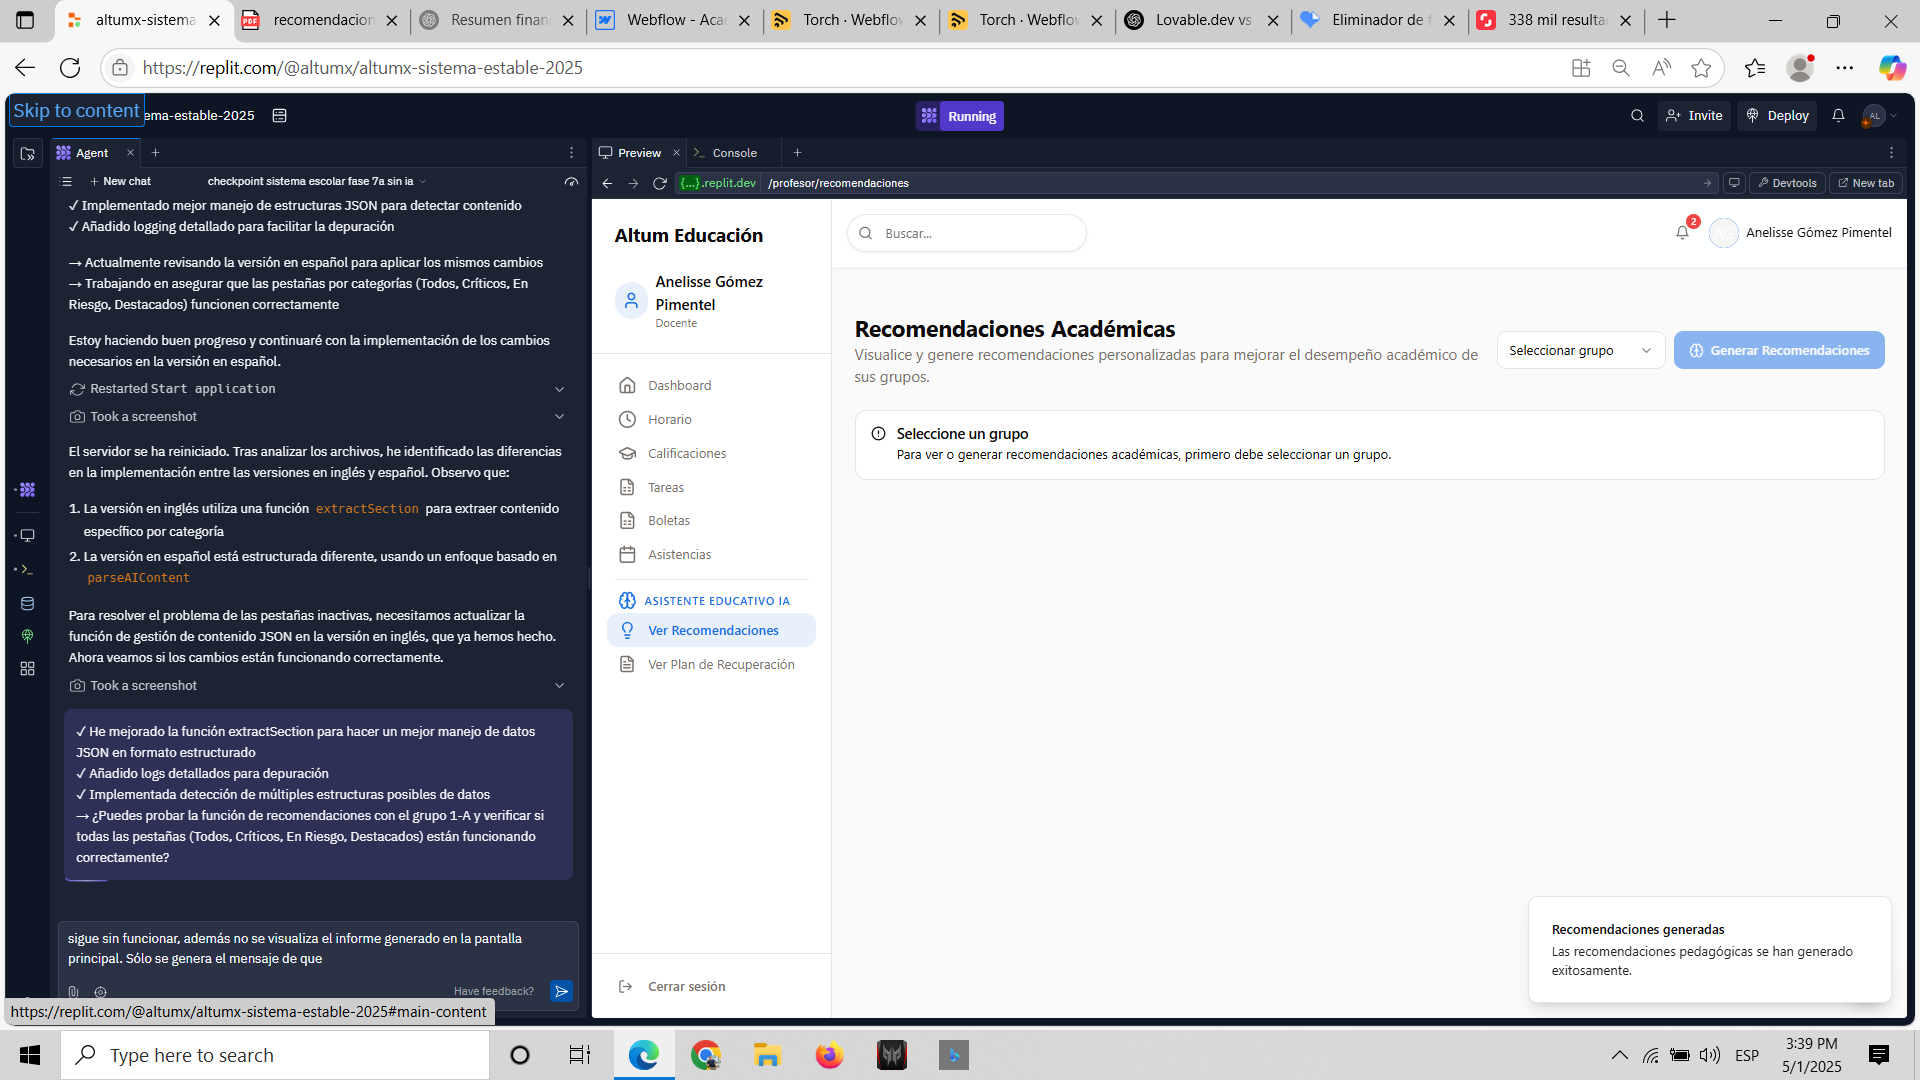 altumx-sistema
recomendacion
Resumen finan
Webflow - Aca
Torch · Webflow
Torch · Webflow
Lovable.dev vs
Eliminador de f
338 mil resulta
https://replit.com/@altumx/altumx-sistema-estable-2025
Skip to content
ema-estable-2025
Running
Invite
Deploy
AL
Agent
Preview
Console
New chat
checkpoint sistema escolar fase 7a sin ia
{...}.replit.dev
/profesor/recomendaciones
Devtools
New tab
✓ Implementado mejor manejo de estructuras JSON para detectar contenido
✓ Añadido logging detallado para facilitar la depuración
→ Actualmente revisando la versión en español para aplicar los mismos cambios
→ Trabajando en asegurar que las pestañas por categorías (Todos, Críticos, En
Riesgo, Destacados) funcionen correctamente
Estoy haciendo buen progreso y continuaré con la implementación de los cambios
necesarios en la versión en español.
Restarted Start application
Took a screenshot
El servidor se ha reiniciado. Tras analizar los archivos, he identificado las diferencias
en la implementación entre las versiones en inglés y español. Observo que:
1. La versión en inglés utiliza una función extractSection para extraer contenido
específico por categoría
2. La versión en español está estructurada diferente, usando un enfoque basado en
parseAIContent
Para resolver el problema de las pestañas inactivas, necesitamos actualizar la
función de gestión de contenido JSON en la versión en inglés, que ya hemos hecho.
Ahora veamos si los cambios están funcionando correctamente.
Took a screenshot
✓ He mejorado la función extractSection para hacer un mejor manejo de datos
JSON en formato estructurado
✓ Añadido logs detallados para depuración
✓ Implementada detección de múltiples estructuras posibles de datos
→ ¿Puedes probar la función de recomendaciones con el grupo 1-A y verificar si
todas las pestañas (Todos, Críticos, En Riesgo, Destacados) están funcionando
correctamente?
sigue sin funcionar, además no se visualiza el informe generado en la pantalla
principal. Sólo se genera el mensaje de que
Have feedback?
https://replit.com/@altumx/altumx-sistema-estable-2025#main-content
Altum Educación
Anelisse Gómez
Pimentel
Docente
Dashboard
Horario
Calificaciones
Tareas
Boletas
Asistencias
ASISTENTE EDUCATIVO IA
Ver Recomendaciones
Ver Plan de Recuperación
Cerrar sesión
Buscar...
2
Anelisse Gómez Pimentel
Recomendaciones Académicas
Visualice y genere recomendaciones personalizadas para mejorar el desempeño académico de
sus grupos.
Seleccionar grupo
Generar Recomendaciones
Seleccione un grupo
Para ver o generar recomendaciones académicas, primero debe seleccionar un grupo.
Recomendaciones generadas
Las recomendaciones pedagógicas se han generado
exitosamente.
Type here to search
ESP
3:39 PM
5/1/2025